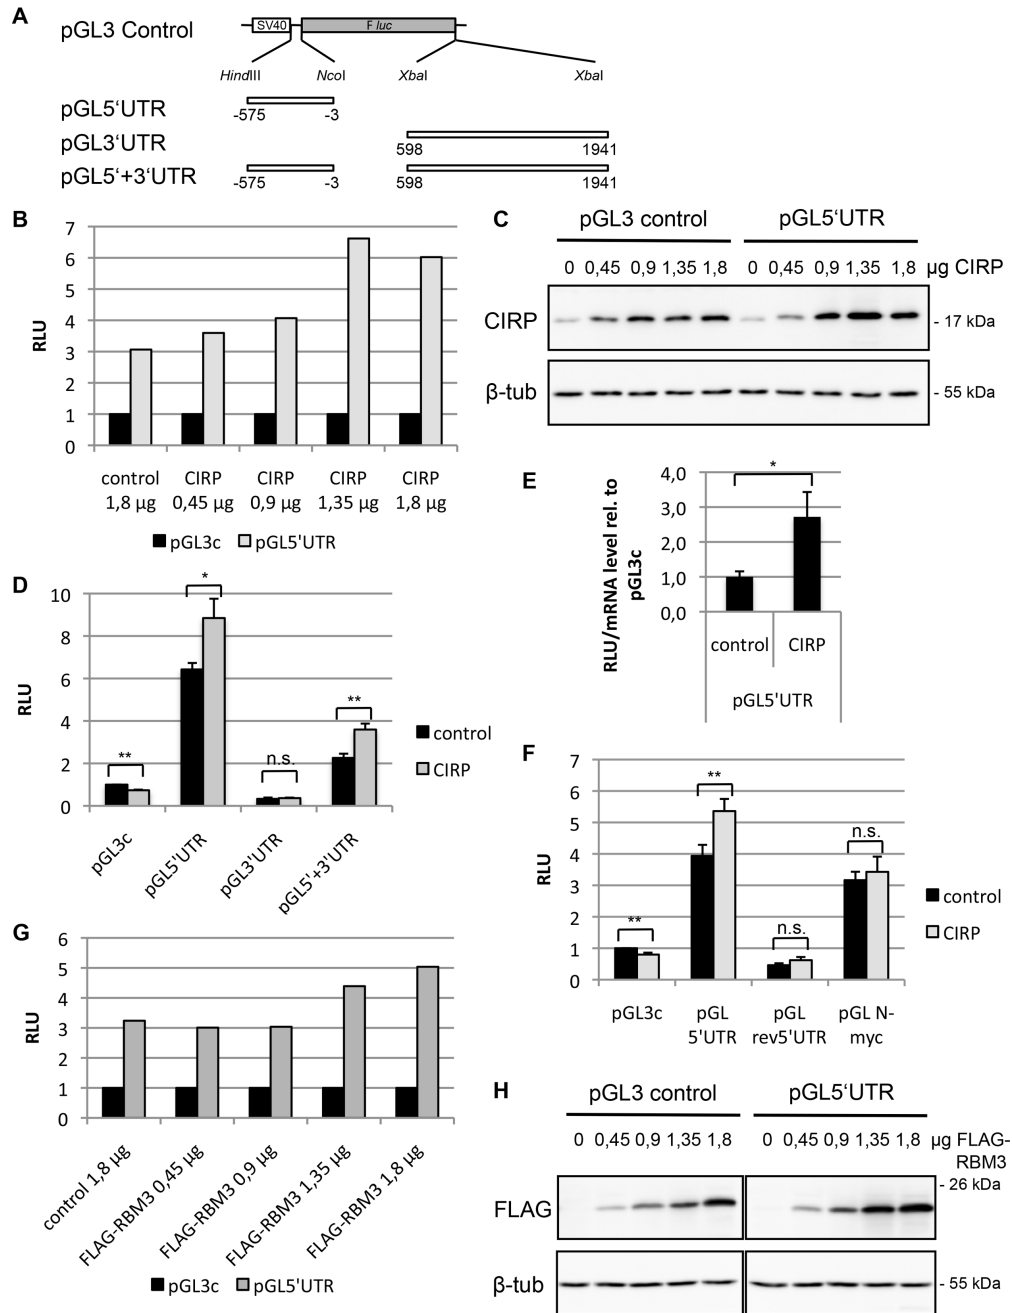 A
pGL3 Control
SV40
F luc
HindIII
NcoI
XbaI
XbaI
pGL5‘UTR
-575
-3
pGL3‘UTR
598
1941
pGL5‘+3‘UTR
-575
-3
598
1941
B
7
6
5
4
3
2
1
0
RLU
control 1,8 µg
CIRP 0,45 µg
CIRP 0,9 µg
CIRP 1,35 µg
CIRP 1,8 µg
pGL3c
pGL5'UTR
C
pGL3 control
pGL5‘UTR
0 0,45 0,9 1,35 1,8 0 0,45 0,9 1,35 1,8 µg CIRP
CIRP
- 17 kDa
β-tub
- 55 kDa
D
10
8
6
4
2
0
RLU
**
*
n.s.
**
pGL3c
pGL5'UTR
pGL3'UTR
pGL5'+3'UTR
control
CIRP
E
4,0
3,0
2,0
1,0
0,0
RLU/mRNA level rel. to pGL3c
*
control
CIRP
pGL5'UTR
F
7
6
5
4
3
2
1
0
RLU
**
**
n.s.
n.s.
pGL3c
pGL 5'UTR
pGL rev5'UTR
pGL N-myc
control
CIRP
G
6
5
4
3
2
1
0
RLU
control 1,8 µg
FLAG-RBM3 0,45 µg
FLAG-RBM3 0,9 µg
FLAG-RBM3 1,35 µg
FLAG-RBM3 1,8 µg
pGL3c
pGL5'UTR
H
pGL3 control
pGL5‘UTR
0 0,45 0,9 1,35 1,8 0 0,45 0,9 1,35 1,8 µg FLAG-RBM3
- 26 kDa
FLAG
β-tub
- 55 kDa